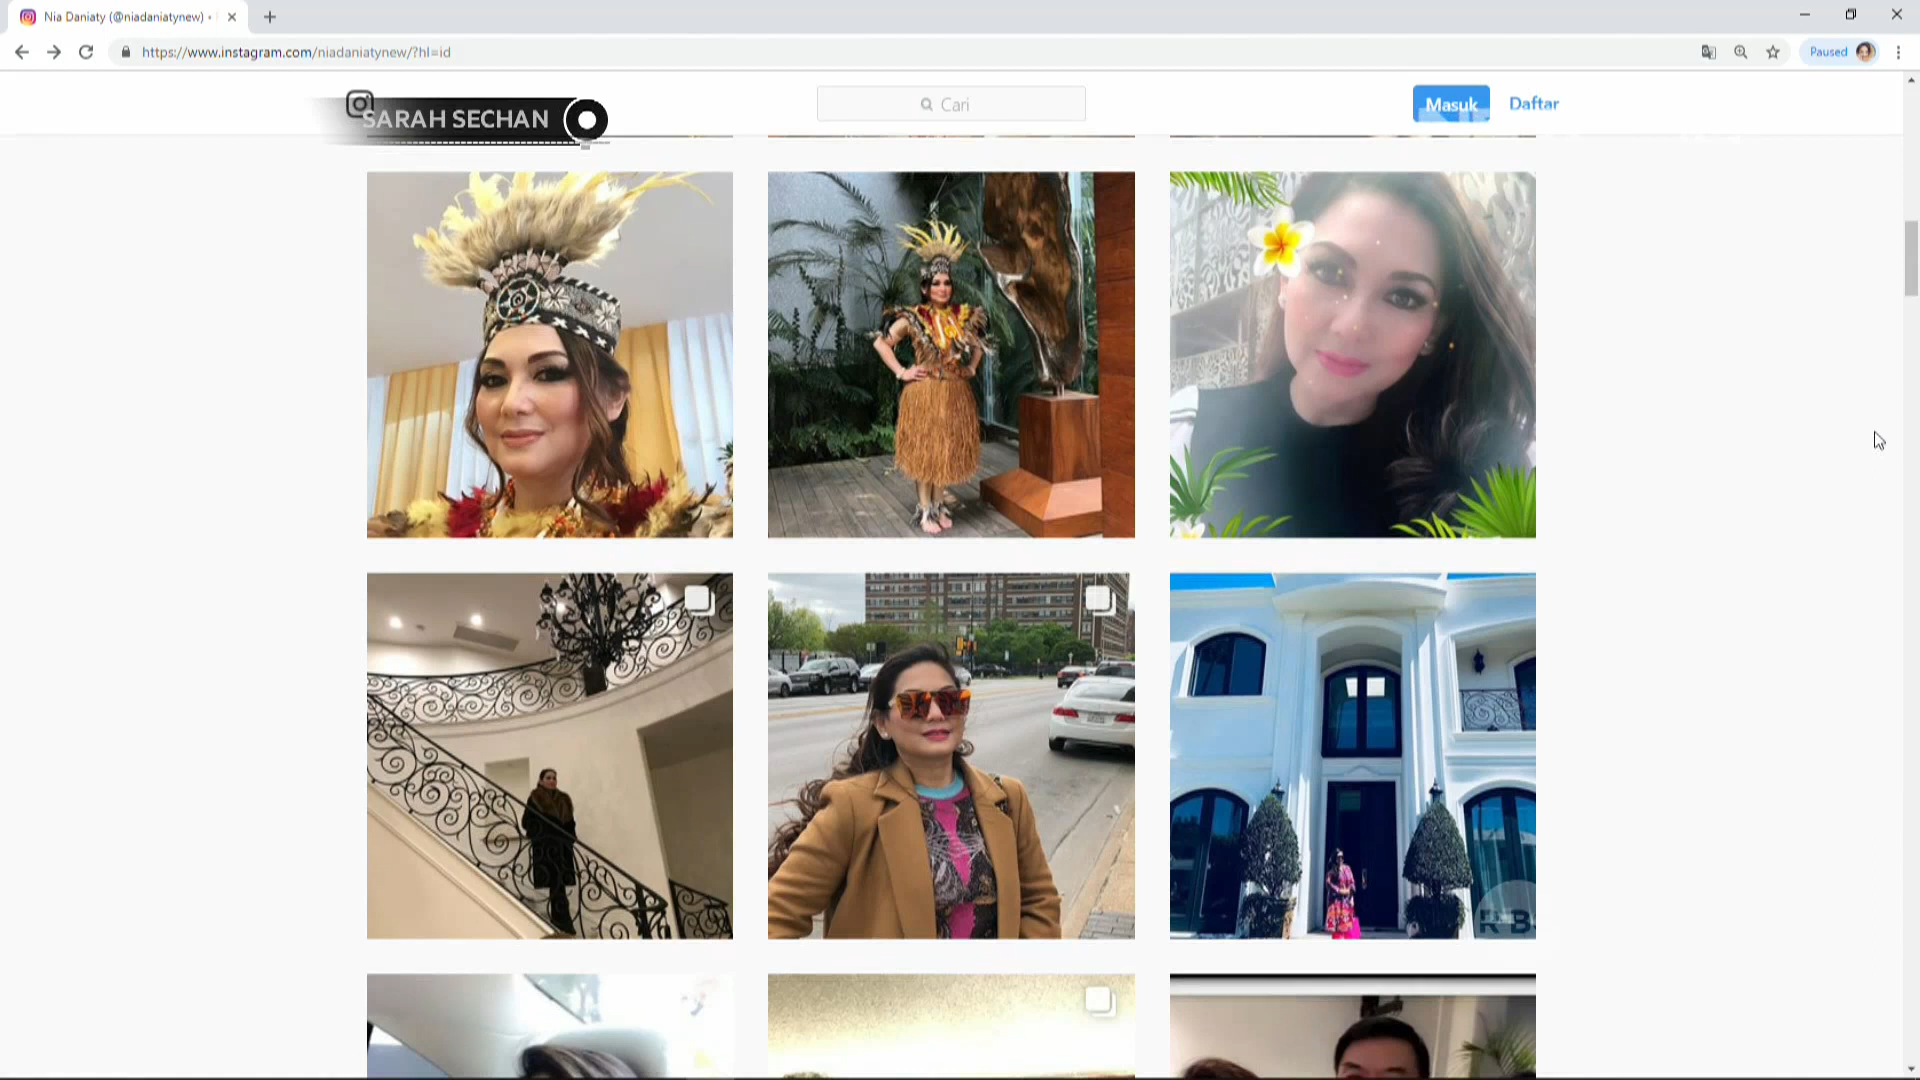 Nia Daniaty (@niadaniatynew) •
https://www.instagram.com/niadaniatynew/?hl=id
Paused
SARAH SECHAN
Cari
Masuk
Daftar